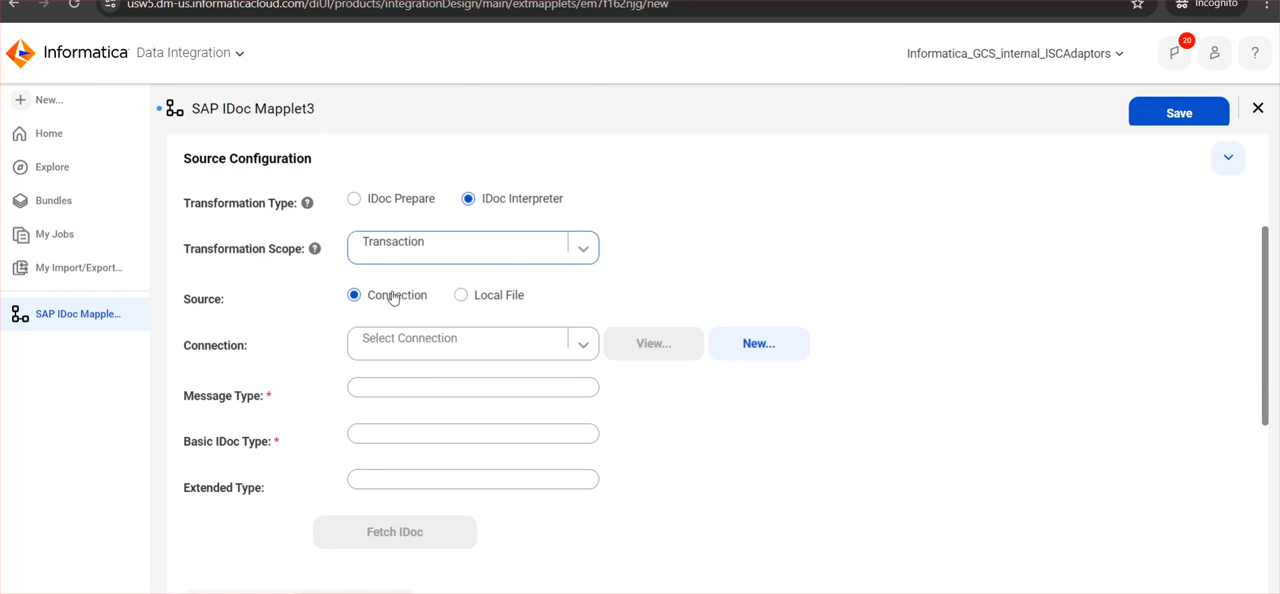 usw5.dm-us.informaticacloud.com/diUI/products/integrationDesign/main/extmapplets/em7f162njg/new
Incognito
Informatica Data Integration
Informatica_GCS_internal_ISCAdaptors
20
?
New...
Home
Explore
Bundles
My Jobs
My Import/Export...
SAP IDoc Mapple...
SAP IDoc Mapplet3
Save
Source Configuration
Transformation Type: ? IDoc Prepare IDoc Interpreter
Transformation Scope: ? Transaction
Source: Connection Local File
Connection: Select Connection View... New...
Message Type: *
Basic IDoc Type: *
Extended Type:
Fetch IDoc